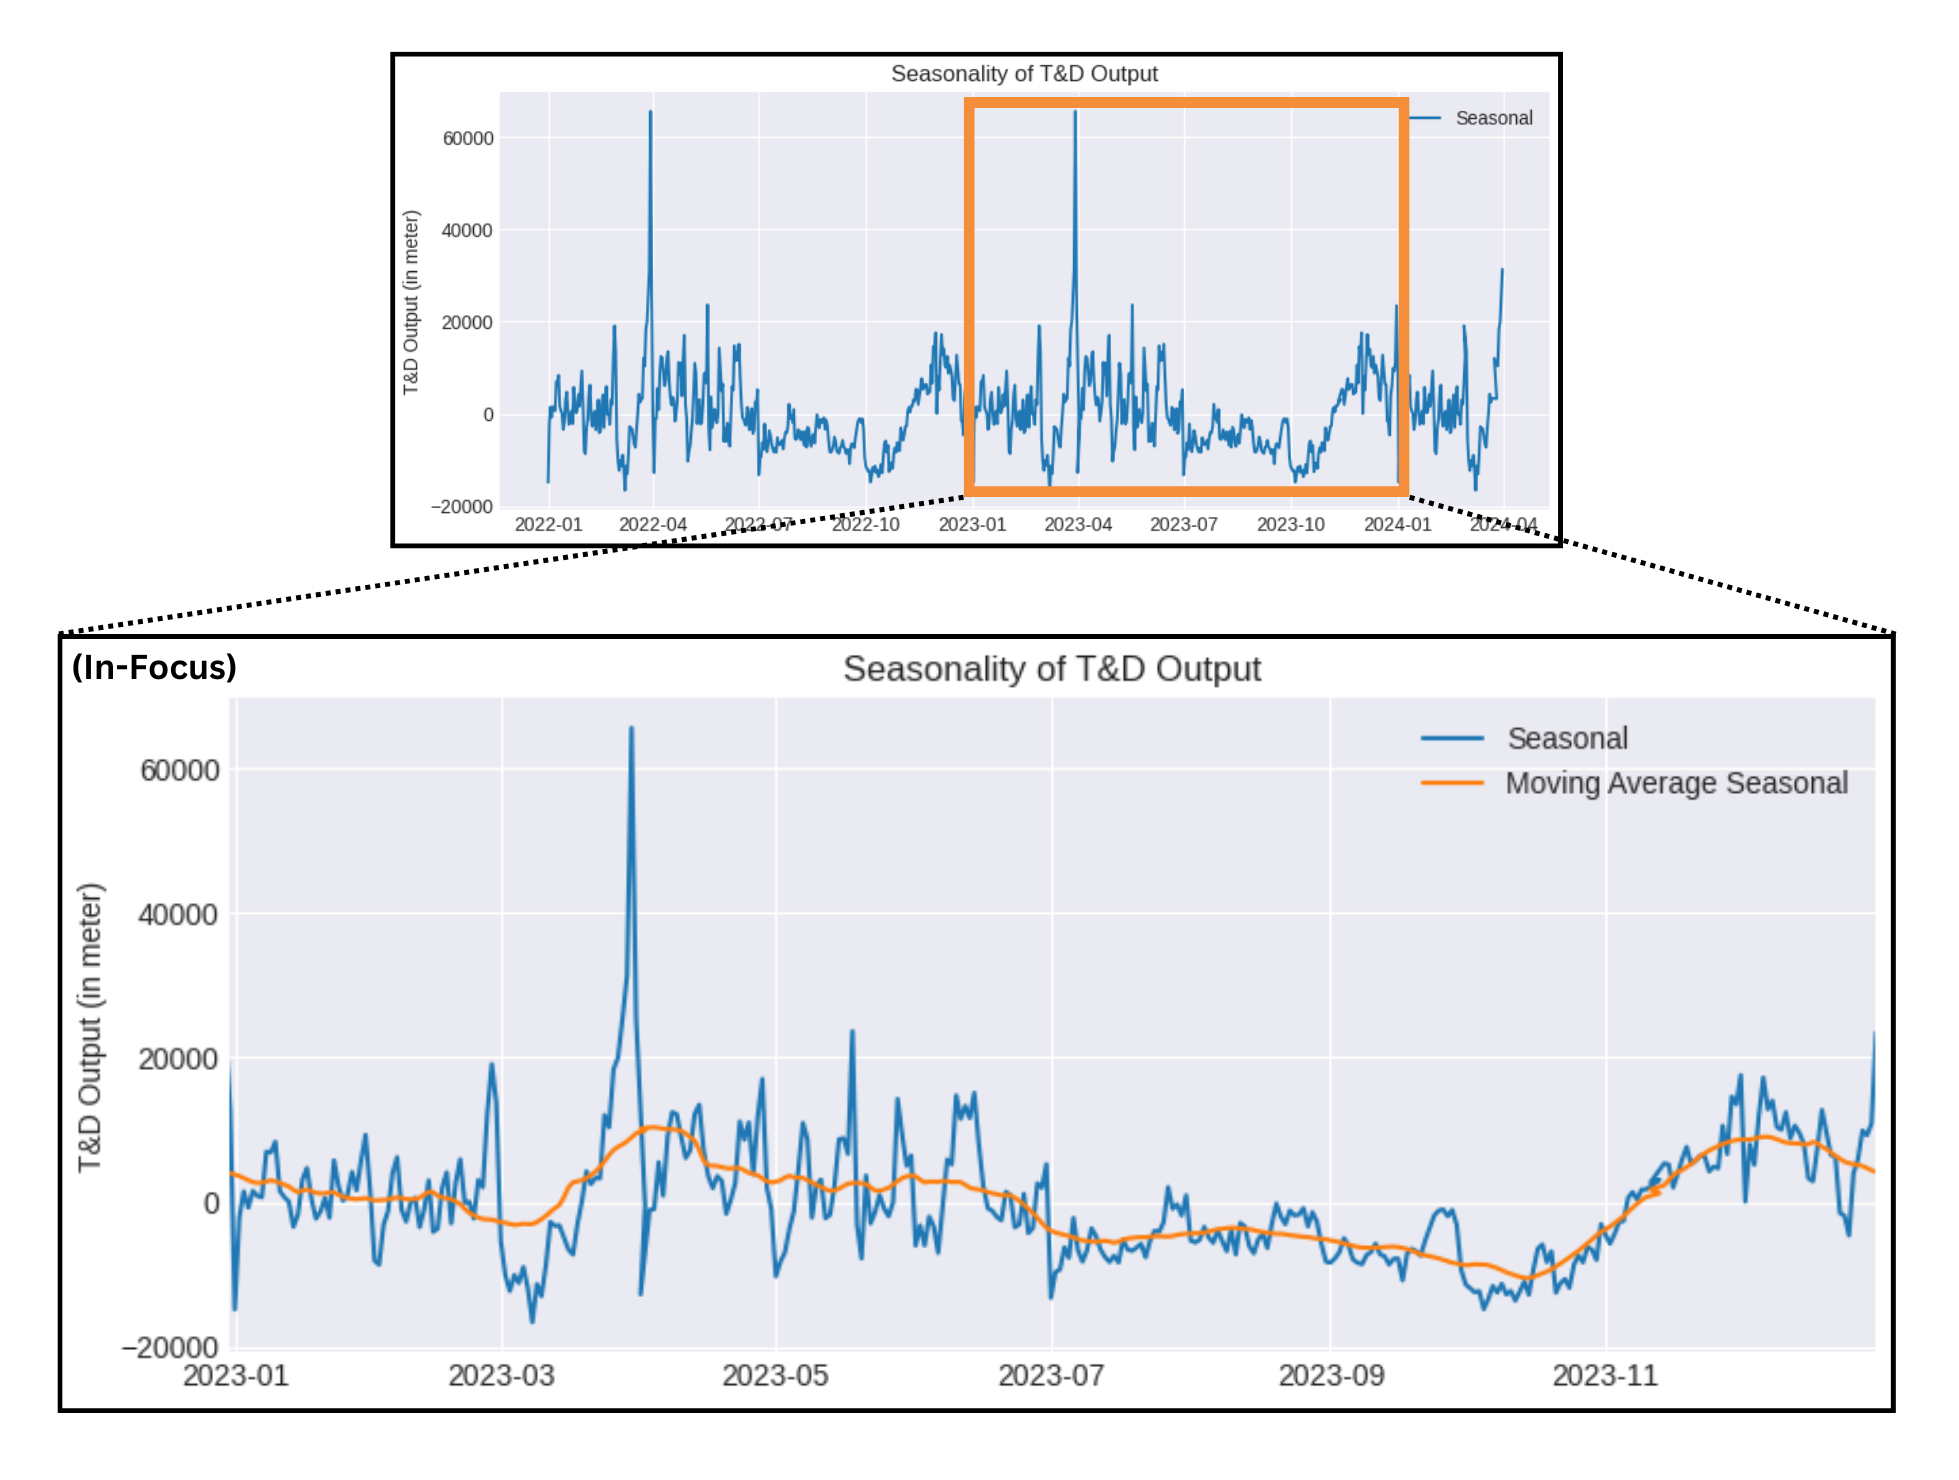 Seasonality of T&D Output
Seasonal
T&D Output (in meter)
60000
40000
20000
0
−20000
2022-01 2022-04 2022-07 2022-10 2023-01 2023-04 2023-07 2023-10 2024-01 2024-04
(In-Focus)
Seasonality of T&D Output
Seasonal
Moving Average Seasonal
T&D Output (in meter)
60000
40000
20000
0
−20000
2023-01 2023-03 2023-05 2023-07 2023-09 2023-11